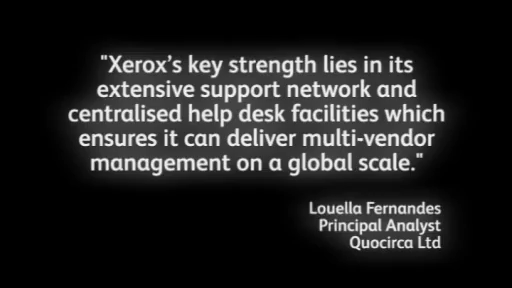 "Xerox’s key strength lies in its
extensive support network and
centralised help desk facilities which
ensures it can deliver multi-vendor
management on a global scale."
Louella Fernandes
Principal Analyst
Quocirca Ltd